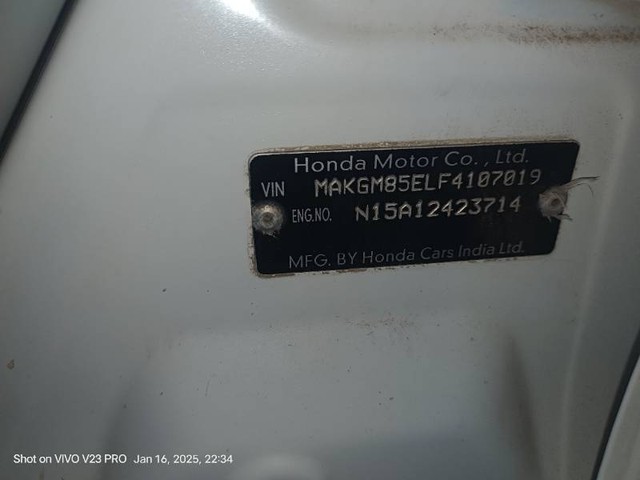 Honda Motor Co., Ltd.
VIN MAKGM85ELF4107019
ENG.NO. N15A12423714
MFG. BY Honda Cars India Ltd.
Shot on VIVO V23 PRO Jan 16, 2025, 22:34